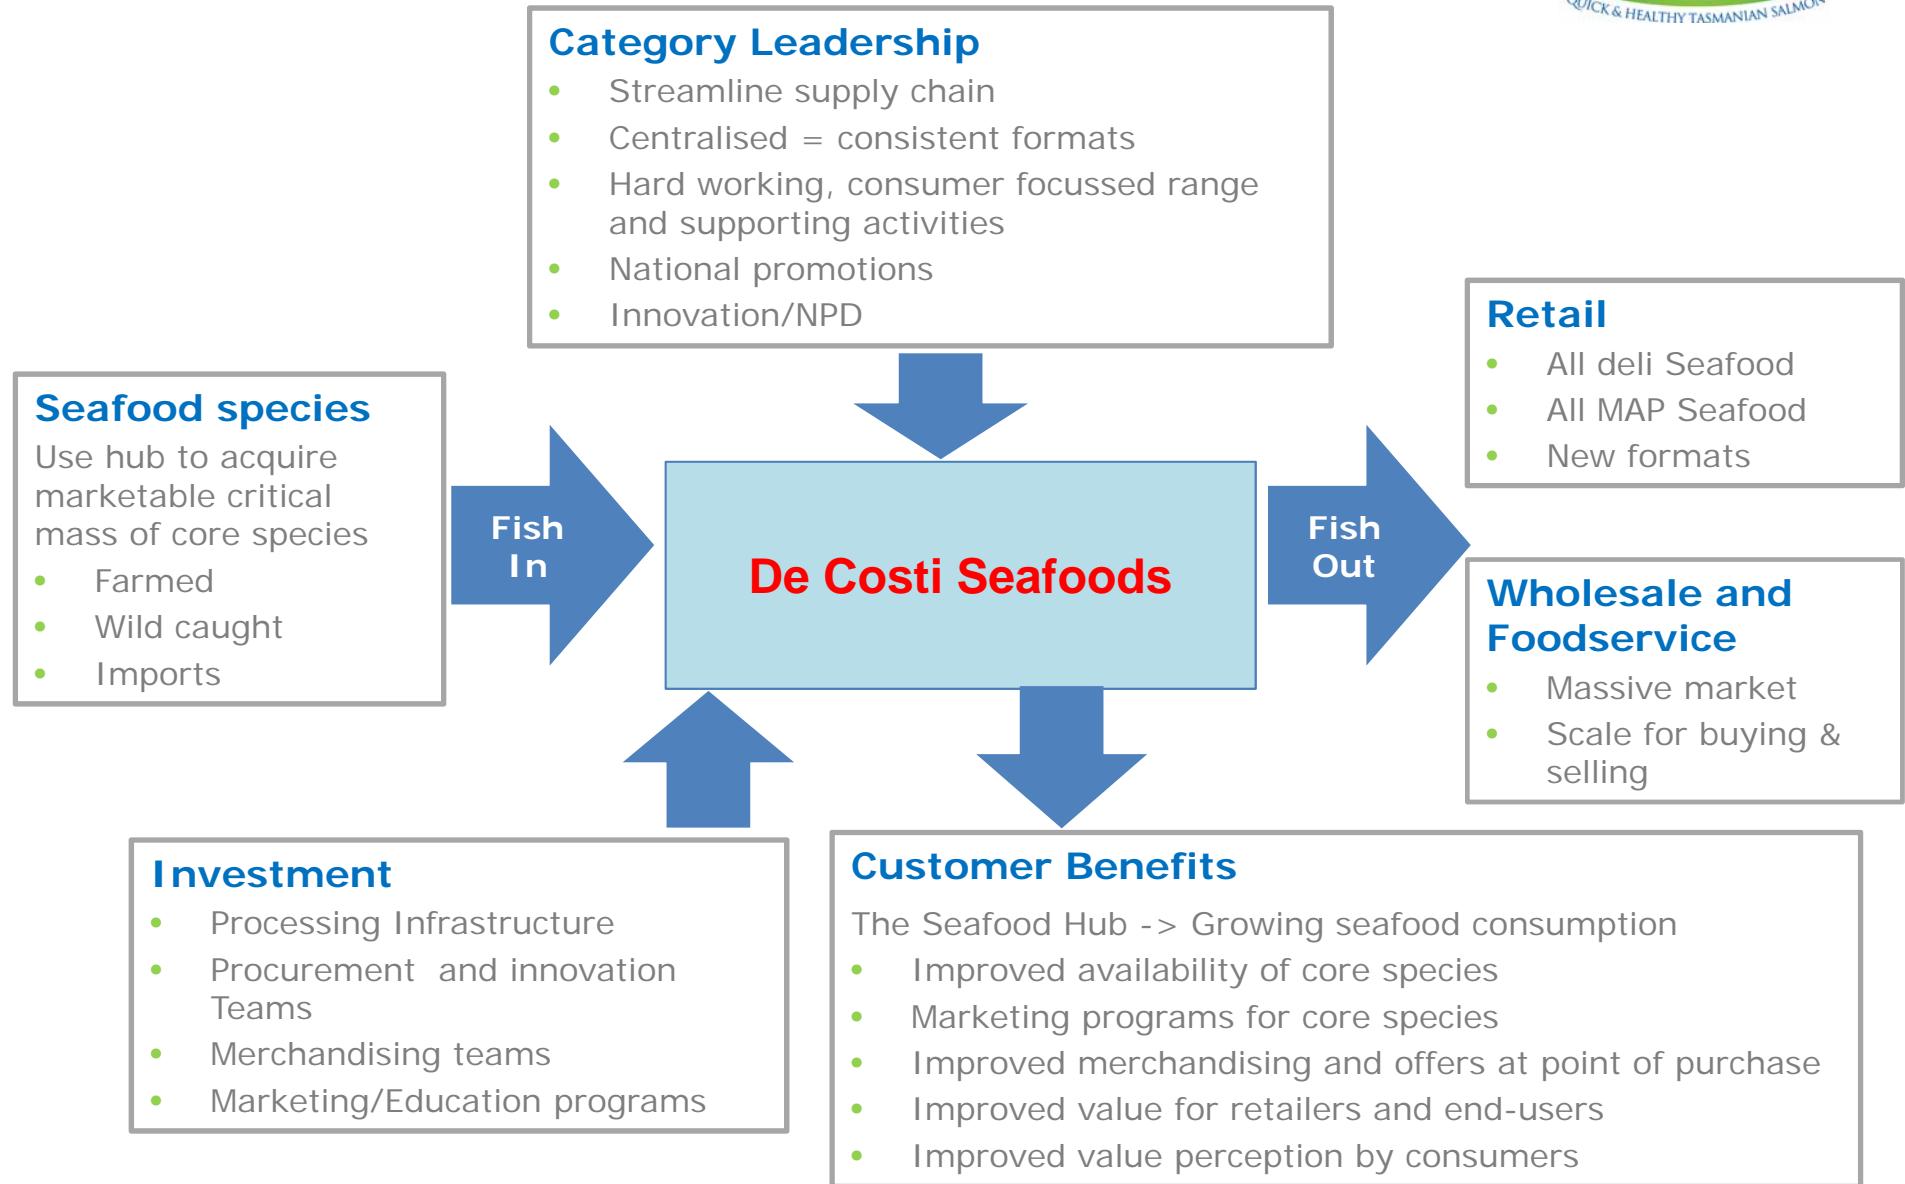 QUICK & HEALTHY TASMANIAN SALMON
Category Leadership
• Streamline supply chain
• Centralised = consistent formats
• Hard working, consumer focussed range
and supporting activities
• National promotions
• Innovation/NPD
Seafood species
Use hub to acquire
marketable critical
mass of core species
• Farmed
• Wild caught
• Imports
Fish
In
De Costi Seafoods
Fish
Out
Retail
• All deli Seafood
• All MAP Seafood
• New formats
Wholesale and
Foodservice
• Massive market
• Scale for buying &
selling
Investment
• Processing Infrastructure
• Procurement and innovation
Teams
• Merchandising teams
• Marketing/Education programs
Customer Benefits
The Seafood Hub -> Growing seafood consumption
• Improved availability of core species
• Marketing programs for core species
• Improved merchandising and offers at point of purchase
• Improved value for retailers and end-users
• Improved value perception by consumers